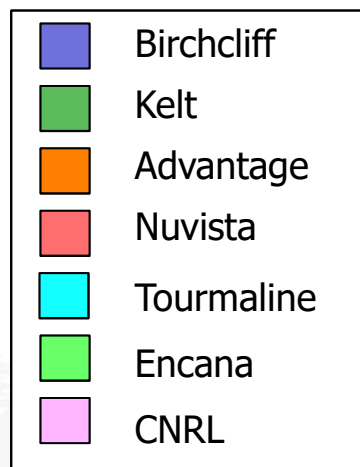 Birchcliff
Kelt
Advantage
Nuvista
Tourmaline
Encana
CNRL